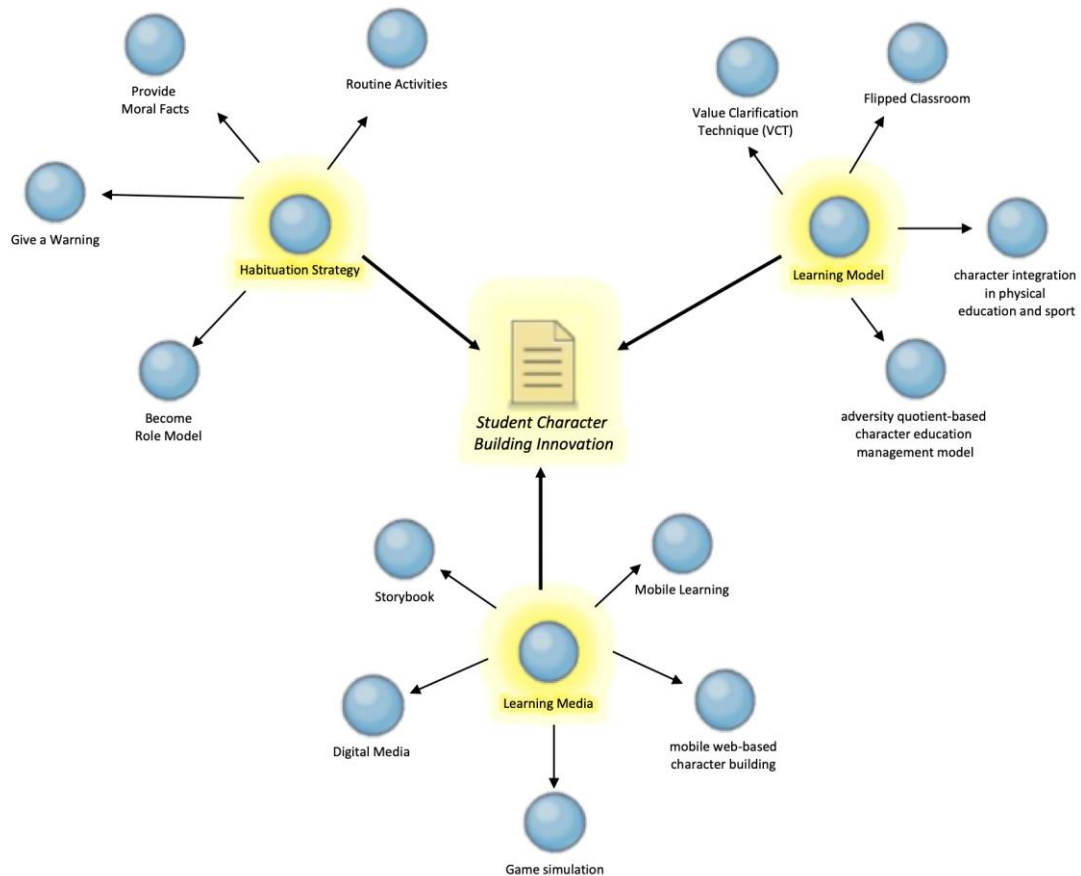 Provide
Moral Facts
Routine Activities
Give a Warning
Habituation Strategy
Become
Role Model
Value Clarification
Technique (VCT)
Flipped Classroom
Learning Model
character integration
in physical
education and sport
adversity quotient-based
character education
management model
Student Character
Building Innovation
Storybook
Mobile Learning
Learning Media
Digital Media
mobile web-based
character building
Game simulation